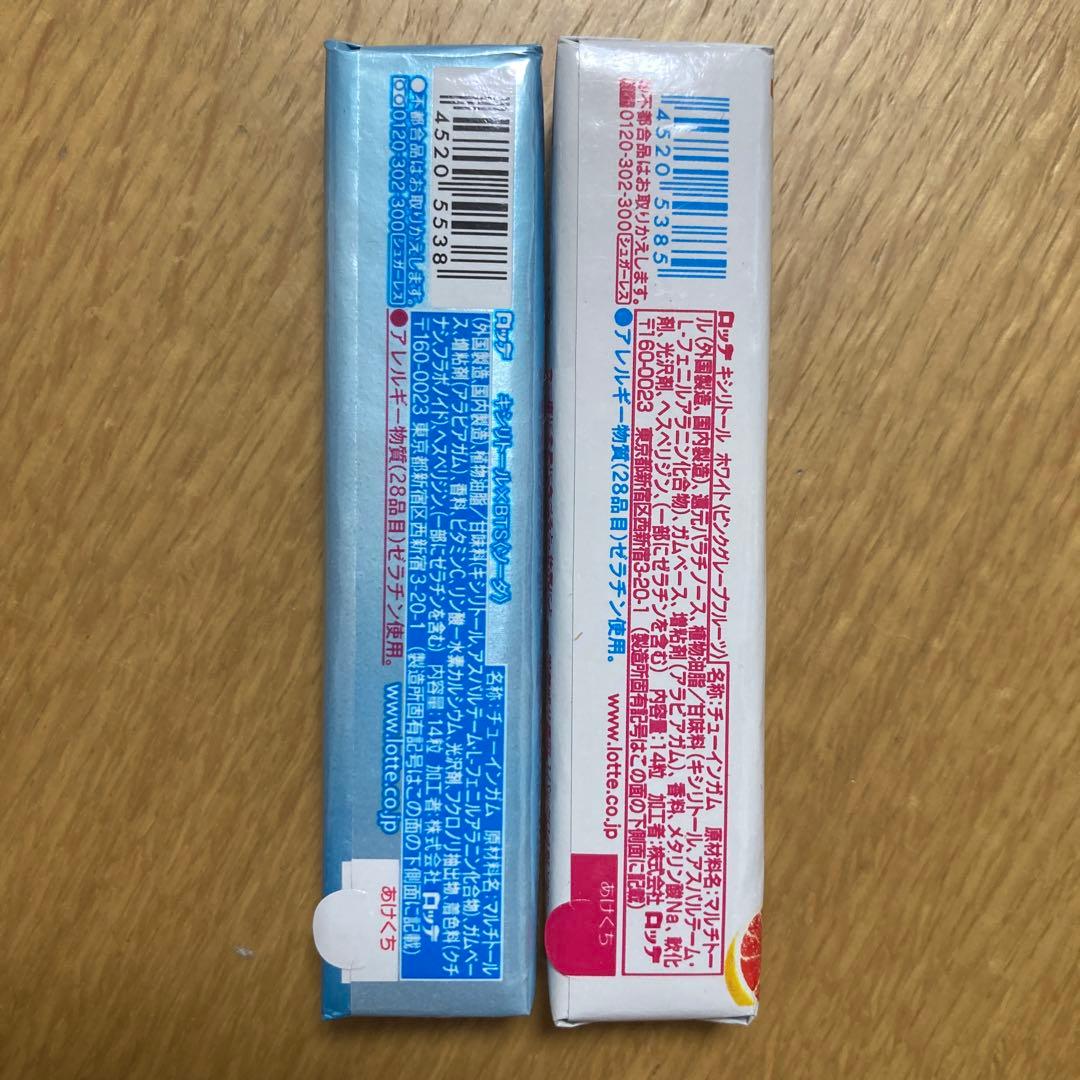 4520 5538
●不都合品はお取りかえします。
0120-302-300 シュガーレス
ロッテ キシリトール×BTS(ソーダ) 名称:チューインガム 原材料名:マルチトール
(外国製造、国内製造)、植物油脂/甘味料(キシリトール、アスパルテーム・L-フェニルアラニン化合物)、ガムベー
ス、増粘剤(アラビアガム)、香料、ビタミンC、リン酸一水素カルシウム、光沢剤、フクロノリ抽出物、着色料(クチ
ナシ、フラボノイド)、ヘスペリジン、(一部にゼラチンを含む) 内容量:14粒 加工者:株式会社 ロッテ
〒160-0023 東京都新宿区西新宿3-20-1 (製造所固有記号はこの面の下側面に記載)
●アレルギー物質(28品目)ゼラチン使用。 www.lotte.co.jp
あけくち
4520 5385
不都合品はお取りかえします。
0120-302-300 シュガーレス
ロッテ キシリトール ホワイト(ピンクグレープフルーツ) 名称:チューインガム 原材料名:マルチトー
ル(外国製造、国内製造)、還元パラチノース、植物油脂/甘味料(キシリトール、アスパルテーム・
L-フェニルアラニン化合物)、ガムベース、増粘剤(アラビアガム)、香料、メタリン酸Na、軟化
剤、光沢剤、ヘスペリジン、(一部にゼラチンを含む) 内容量:14粒 加工者:株式会社 ロッテ
〒160-0023 東京都新宿区西新宿3-20-1 (製造所固有記号はこの面の下側面に記載)
●アレルギー物質(28品目)ゼラチン使用。 www.lotte.co.jp
あけくち